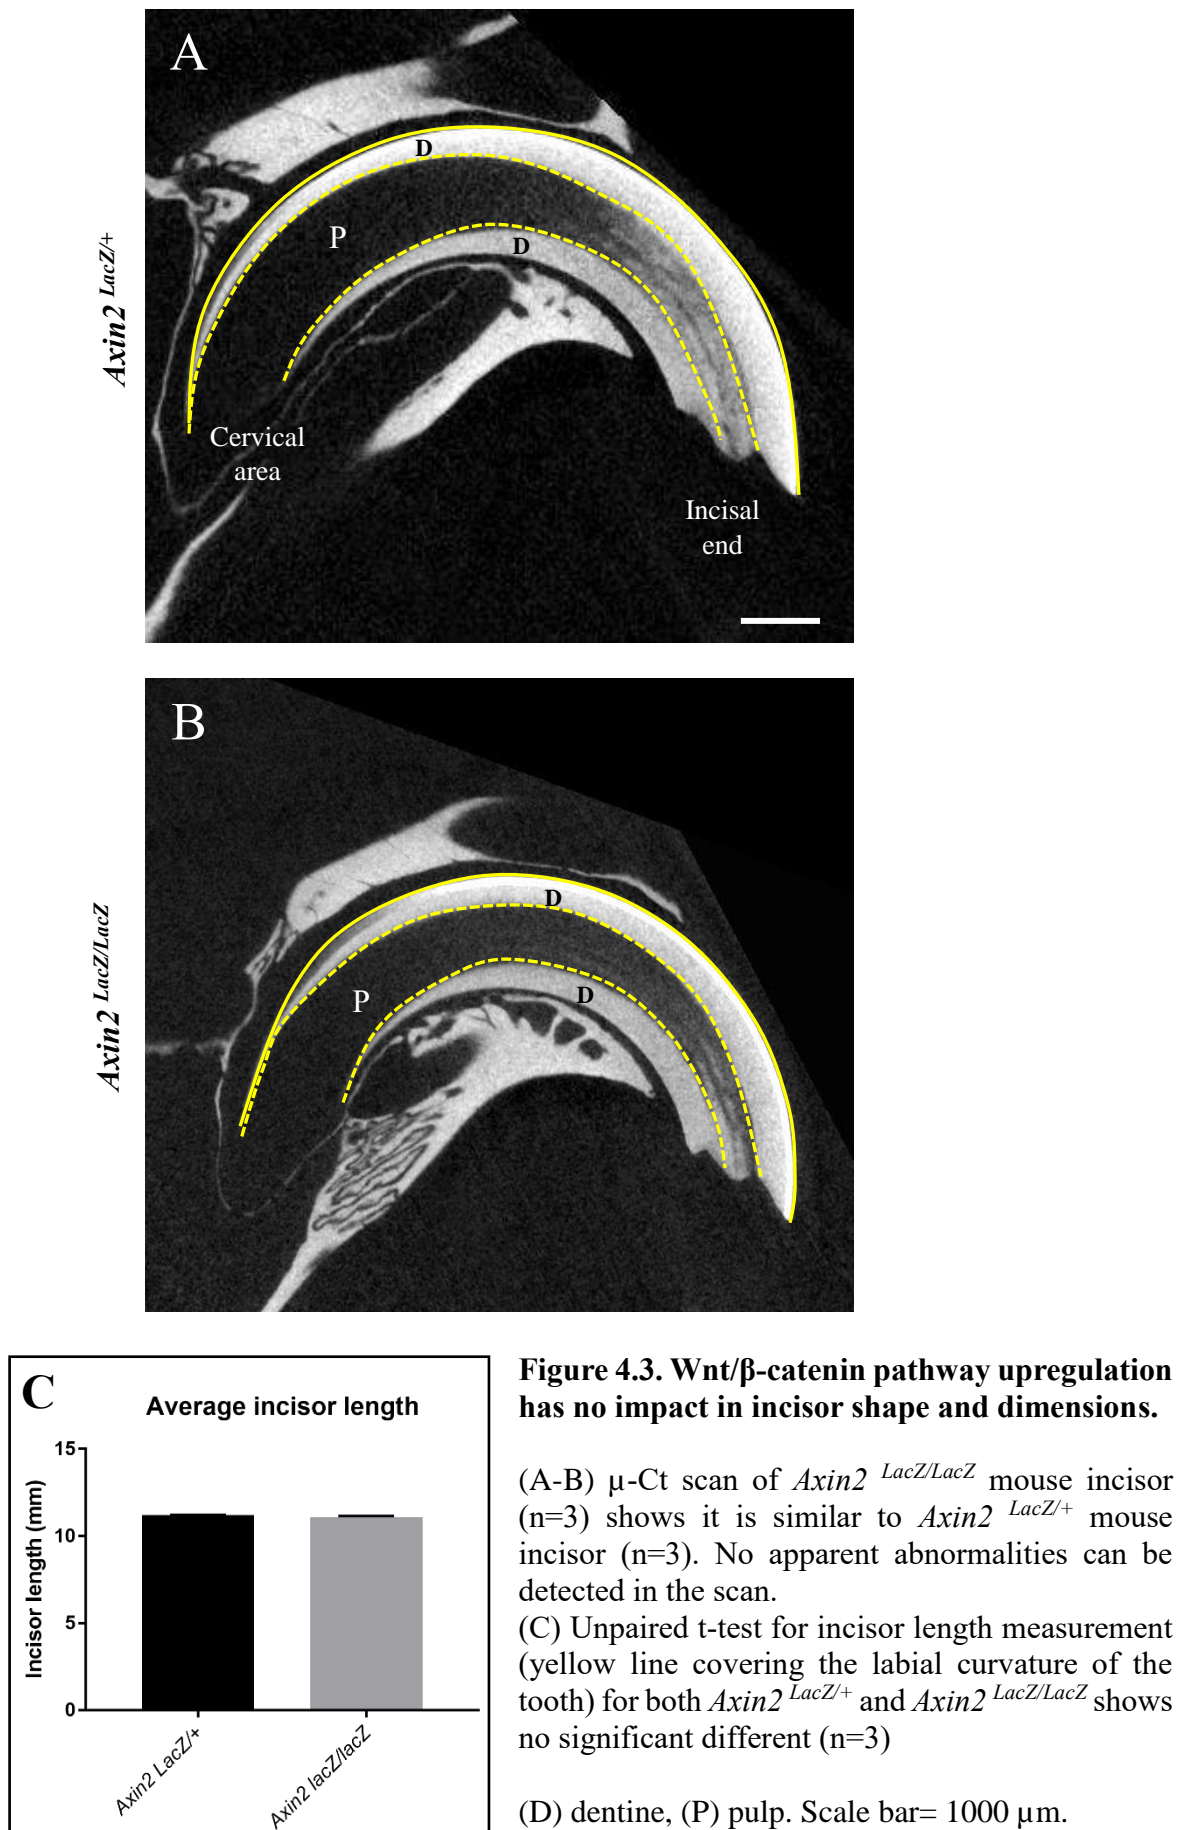 A
D
P
D
Axin2 LacZ/+
Cervical
area
Incisal
end
B
D
P
D
Axin2 LacZ/LacZ
C
Average incisor length
15
10
5
0
Incisor length (mm)
Axin2 LacZ/+
Axin2 lacZ/lacZ
Figure 4.3. Wnt/β-catenin pathway upregulation
has no impact in incisor shape and dimensions.
(A-B) µ-Ct scan of Axin2 LacZ/LacZ mouse incisor
(n=3) shows it is similar to Axin2 LacZ/+ mouse
incisor (n=3). No apparent abnormalities can be
detected in the scan.
(C) Unpaired t-test for incisor length measurement
(yellow line covering the labial curvature of the
tooth) for both Axin2 LacZ/+ and Axin2 LacZ/LacZ shows
no significant different (n=3)
(D) dentine, (P) pulp. Scale bar= 1000 µm.